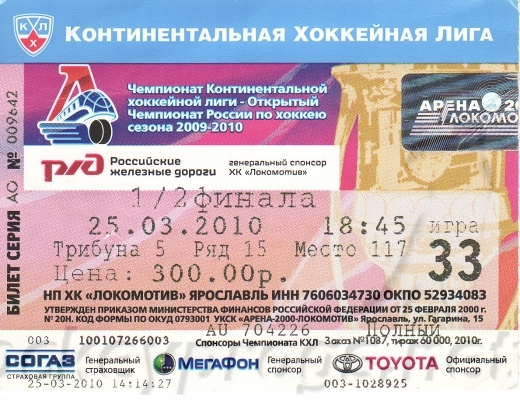 КХЛ
Континентальная Хоккейная Лига
Чемпионат Континентальной
хоккейной лиги - Открытый
Чемпионат России по хоккею
сезона 2009-2010
АРЕНА 20
ЛОКОМОТИ
БИЛЕТ СЕРИЯ АО № 009642
РЖД Российские железные дороги
генеральный спонсор
ХК «Локомотив»
1/2финала
25.03.2010 18:45 игра
Трибуна 5 Ряд 15 Место 117 33
Цена: 300.00р.
НП ХК «ЛОКОМОТИВ» ЯРОСЛАВЛЬ ИНН 7606034730 ОКПО 52934083
УТВЕРЖДЕН ПРИКАЗОМ МИНИСТЕРСТВА ФИНАНСОВ РОССИЙСКОЙ ФЕДЕРАЦИИ ОТ 25 ФЕВРАЛЯ 2000 г.
№ 20Н. КОД ФОРМЫ ПО ОКУД 0793001 УКСК «АРЕНА-2000-ЛОКОМОТИВ» Ярославль, ул. Гагарина, 15
AU 704226 Полный
003 100107266003 Спонсоры Чемпионата КХЛ Заказ №1087, тираж 60 000, 2010г.
СОГАЗ
СТРАХОВАЯ ГРУППА
Генеральный страховщик
МегаФон
Генеральный спонсор
TOYOTA
Официальный спонсор
25-03-2010 14:14:27 003-1028925